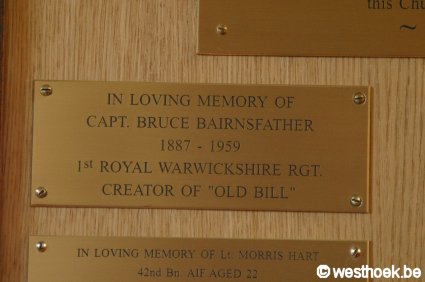 this Chu
~
IN LOVING MEMORY OF
CAPT. BRUCE BAIRNSFATHER
1887 - 1959
1st ROYAL WARWICKSHIRE RGT.
CREATOR OF "OLD BILL"
IN LOVING MEMORY OF Lt. MORRIS HART
42nd Bn. AIF AGED 22
© westhoek.be